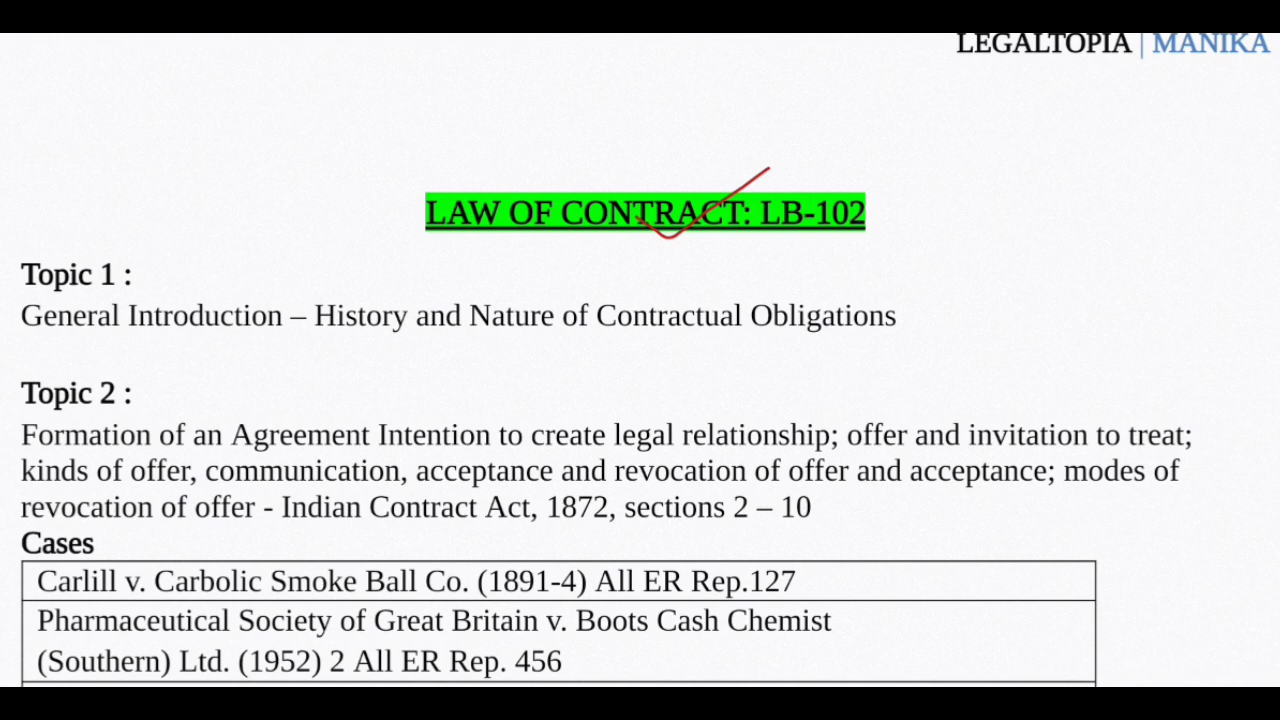 LEGALTOPIA | MANIKA
LAW OF CONTRACT: LB-102
Topic 1 :
General Introduction – History and Nature of Contractual Obligations
Topic 2 :
Formation of an Agreement Intention to create legal relationship; offer and invitation to treat;
kinds of offer, communication, acceptance and revocation of offer and acceptance; modes of
revocation of offer - Indian Contract Act, 1872, sections 2 – 10
Cases
Carlill v. Carbolic Smoke Ball Co. (1891-4) All ER Rep.127
Pharmaceutical Society of Great Britain v. Boots Cash Chemist
(Southern) Ltd. (1952) 2 All ER Rep. 456